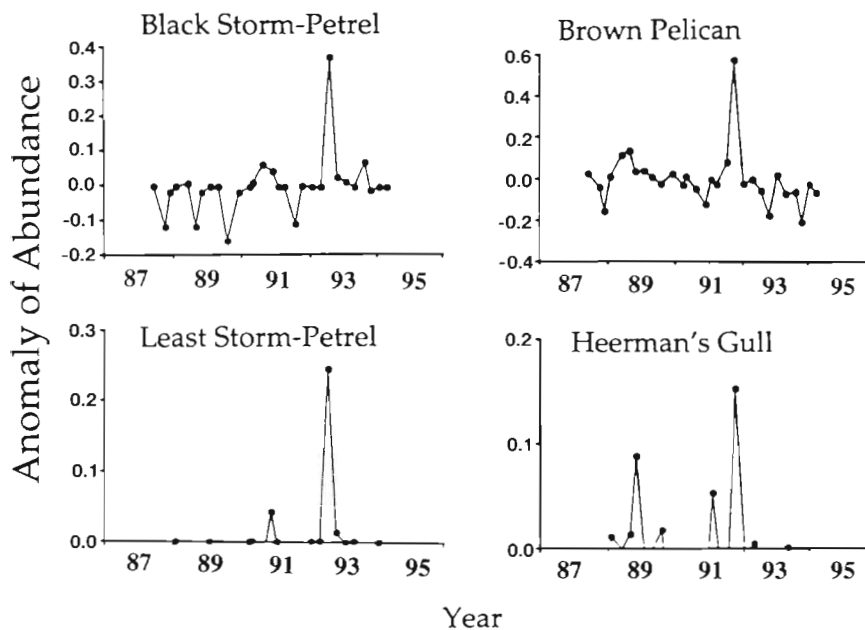 Black Storm-Petrel
0.4
0.3
0.2
0.1
0.0
-0.1
-0.2
87 89 91 93 95
Brown Pelican
0.6
0.4
0.2
0.0
-0.2
-0.4
87 89 91 93 95
Anomaly of Abundance
Least Storm-Petrel
0.3
0.2
0.1
0.0
87 89 91 93 95
Heerman's Gull
0.2
0.1
0.0
87 89 91 93 95
Year